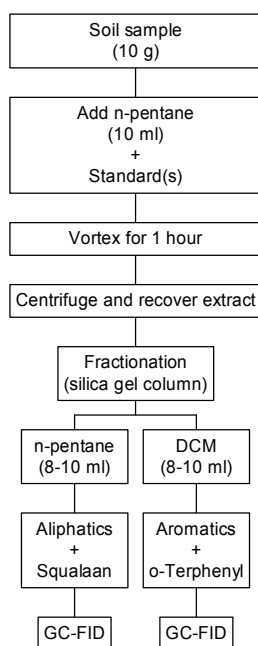 Soil sample
(10 g)
Add n-pentane
(10 ml)
+
Standard(s)
Vortex for 1 hour
Centrifuge and recover extract
Fractionation
(silica gel column)
n-pentane
(8-10 ml)
DCM
(8-10 ml)
Aliphatics
+
Squalaan
Aromatics
+
o-Terphenyl
GC-FID
GC-FID